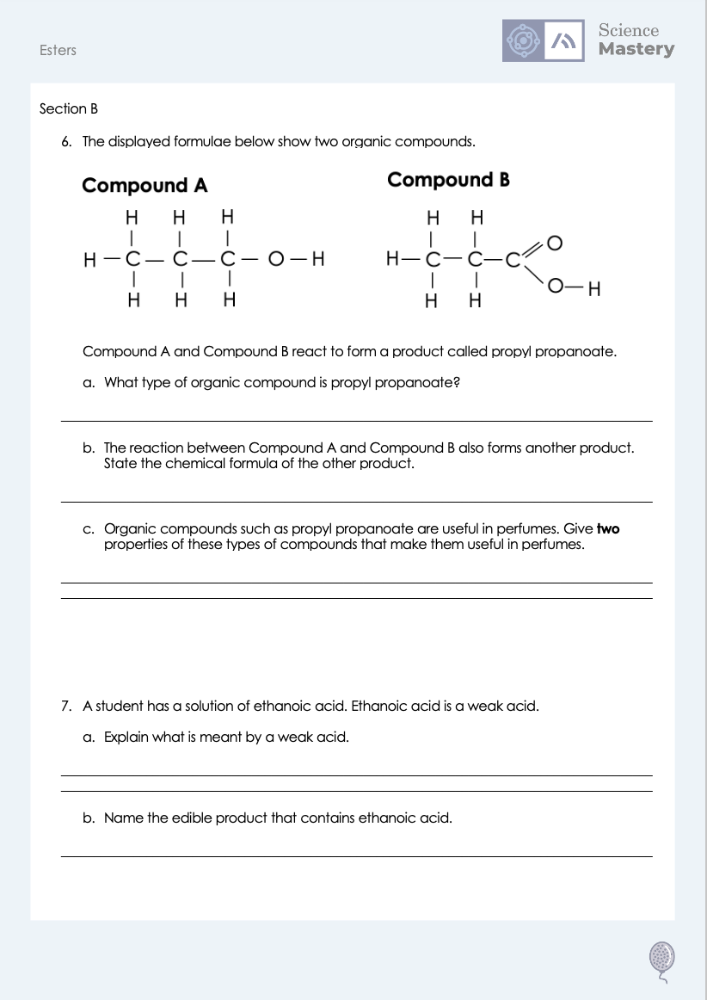 Esters
Science
Mastery
Section B
6. The displayed formulae below show two organic compounds.
Compound A
Compound B
H H H
H – C – C – C – O – H
H H H
H H
H – C – C – C O
O – H
H H
Compound A and Compound B react to form a product called propyl propanoate.
a. What type of organic compound is propyl propanoate?
b. The reaction between Compound A and Compound B also forms another product.
State the chemical formula of the other product.
c. Organic compounds such as propyl propanoate are useful in perfumes. Give two
properties of these types of compounds that make them useful in perfumes.
7. A student has a solution of ethanoic acid. Ethanoic acid is a weak acid.
a. Explain what is meant by a weak acid.
b. Name the edible product that contains ethanoic acid.